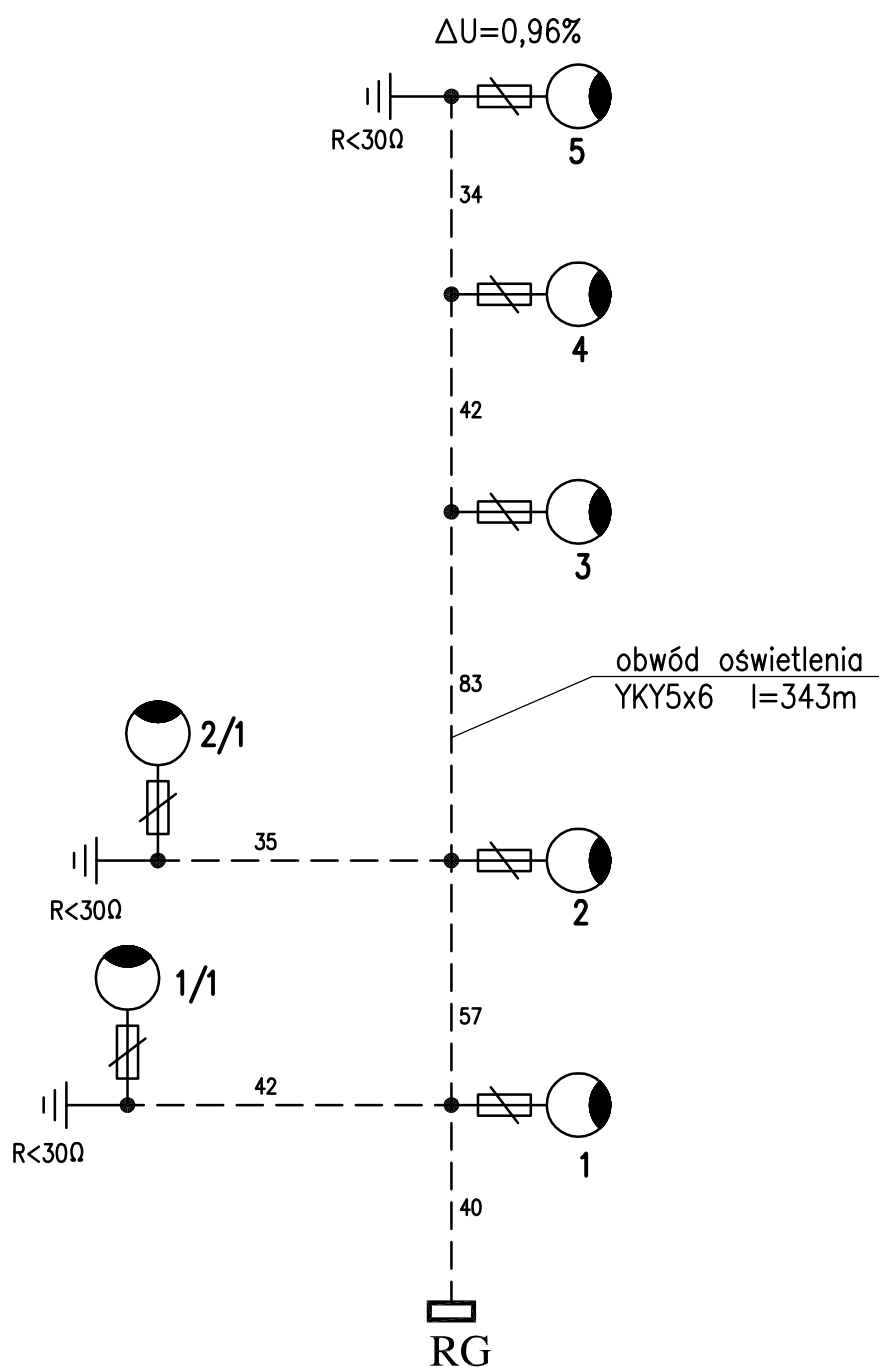 ΔU=0,96%
R<30Ω
5
34
4
42
3
obwód oświetlenia
YKY5x6 l=343m
83
2/1
35
R<30Ω
2
1/1
57
42
R<30Ω
1
40
RG